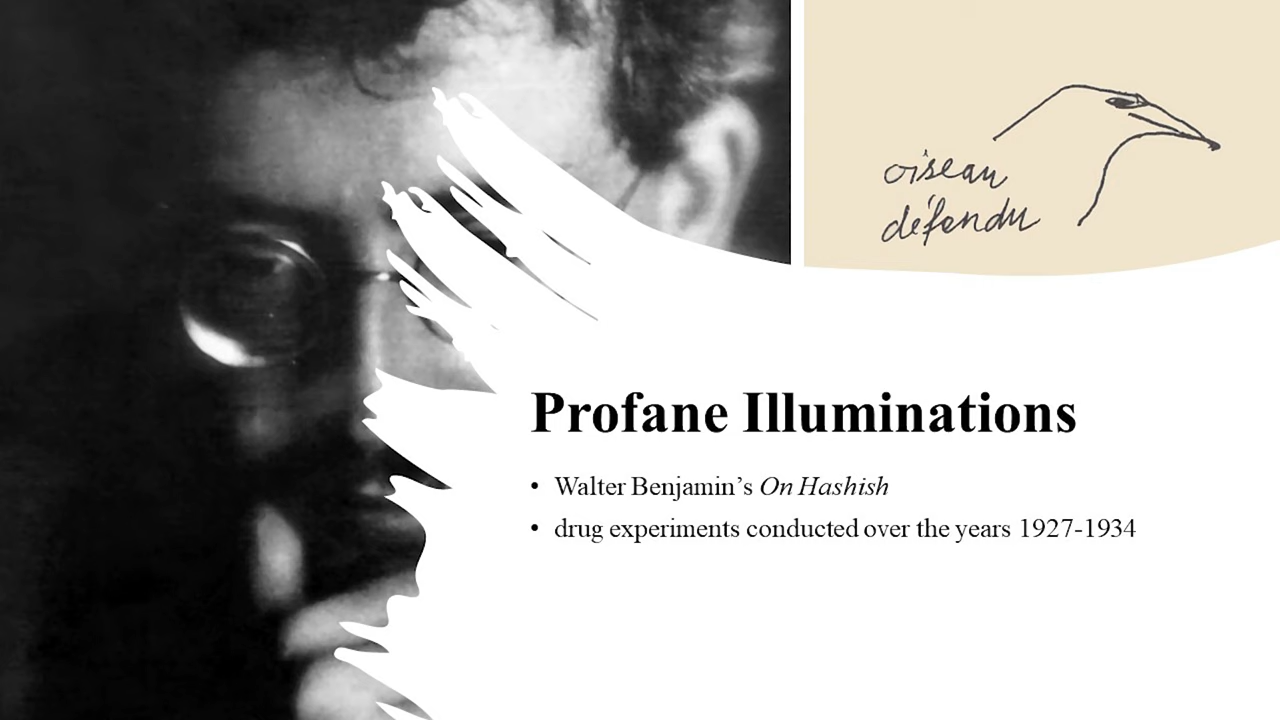 oiseau
défendu
Profane Illuminations
• Walter Benjamin’s On Hashish
• drug experiments conducted over the years 1927-1934